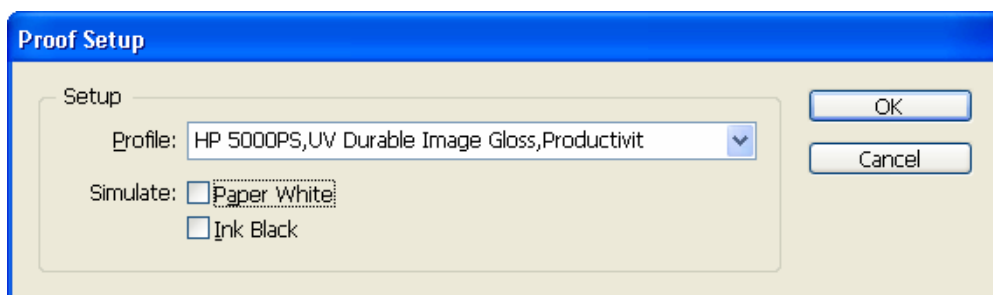 Proof Setup
Setup
OK
Profile: HP 5000PS,UV Durable Image Gloss,Productivit
Cancel
Simulate: Paper White
Ink Black